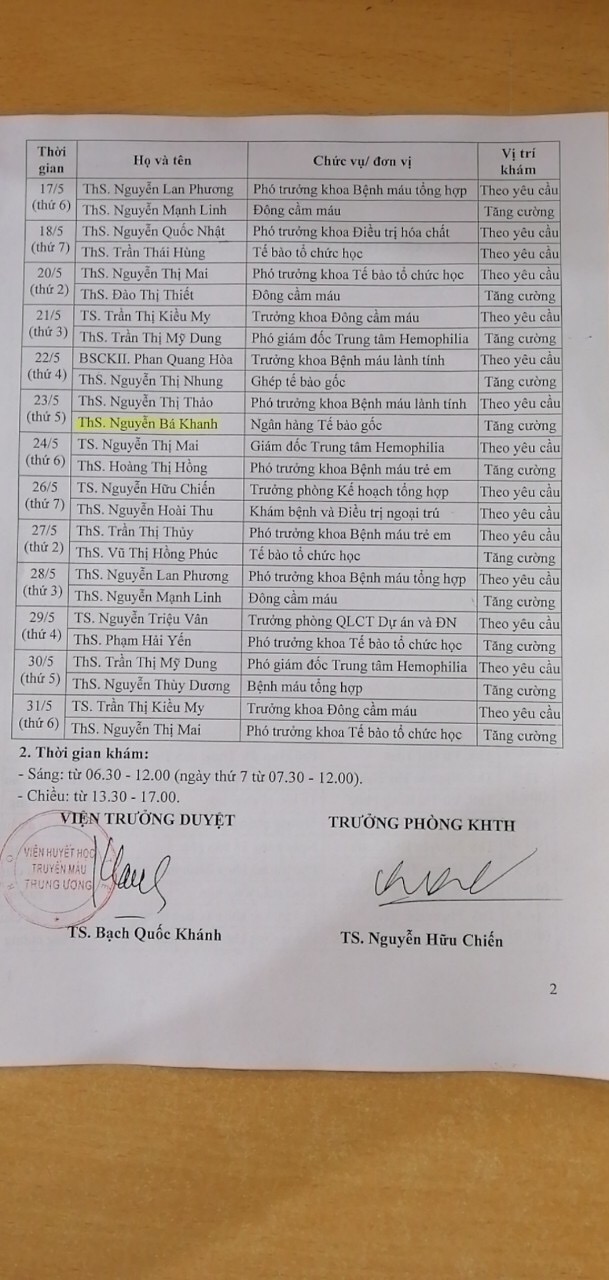 Thời gian | Họ và tên | Chức vụ/ đơn vị | Vị trí khám
17/5 (thứ 6) | ThS. Nguyễn Lan Phương | Phó trưởng khoa Bệnh máu tổng hợp | Theo yêu cầu
ThS. Nguyễn Mạnh Linh | Đông cầm máu | Tăng cường
18/5 (thứ 7) | ThS. Nguyễn Quốc Nhật | Phó trưởng khoa Điều trị hóa chất | Theo yêu cầu
ThS. Trần Thái Hùng | Tế bào tổ chức học | Theo yêu cầu
20/5 (thứ 2) | ThS. Nguyễn Thị Mai | Phó trưởng khoa Tế bào tổ chức học | Theo yêu cầu
ThS. Đào Thị Thiết | Đông cầm máu | Tăng cường
21/5 (thứ 3) | TS. Trần Thị Kiều My | Trưởng khoa Đông cầm máu | Theo yêu cầu
ThS. Trần Thị Mỹ Dung | Phó giám đốc Trung tâm Hemophilia | Tăng cường
22/5 (thứ 4) | BSCKII. Phan Quang Hòa | Trưởng khoa Bệnh máu lành tính | Theo yêu cầu
ThS. Nguyễn Thị Nhung | Ghép tế bào gốc | Tăng cường
23/5 (thứ 5) | ThS. Nguyễn Thị Thảo | Phó trưởng khoa Bệnh máu lành tính | Theo yêu cầu
ThS. Nguyễn Bá Khanh | Ngân hàng Tế bào gốc | Tăng cường
24/5 (thứ 6) | TS. Nguyễn Thị Mai | Giám đốc Trung tâm Hemophilia | Theo yêu cầu
ThS. Hoàng Thị Hồng | Phó trưởng khoa Bệnh máu trẻ em | Tăng cường
26/5 (thứ 7) | TS. Nguyễn Hữu Chiến | Trưởng phòng Kế hoạch tổng hợp | Theo yêu cầu
ThS. Nguyễn Hoài Thu | Khám bệnh và Điều trị ngoại trú | Theo yêu cầu
27/5 (thứ 2) | ThS. Trần Thị Thủy | Phó trưởng khoa Bệnh máu trẻ em | Theo yêu cầu
ThS. Vũ Thị Hồng Phúc | Tế bào tổ chức học | Tăng cường
28/5 (thứ 3) | ThS. Nguyễn Lan Phương | Phó trưởng khoa Bệnh máu tổng hợp | Theo yêu cầu
ThS. Nguyễn Mạnh Linh | Đông cầm máu | Tăng cường
29/5 (thứ 4) | TS. Nguyễn Triệu Vân | Trưởng phòng QLCT Dự án và ĐN | Theo yêu cầu
ThS. Phạm Hải Yến | Phó trưởng khoa Tế bào tổ chức học | Tăng cường
30/5 (thứ 5) | ThS. Trần Thị Mỹ Dung | Phó giám đốc Trung tâm Hemophilia | Theo yêu cầu
ThS. Nguyễn Thùy Dương | Bệnh máu tổng hợp | Tăng cường
31/5 (thứ 6) | TS. Trần Thị Kiều My | Trưởng khoa Đông cầm máu | Theo yêu cầu
ThS. Nguyễn Thị Mai | Phó trưởng khoa Tế bào tổ chức học | Tăng cường
2. Thời gian khám:
- Sáng: từ 06.30 - 12.00 (ngày thứ 7 từ 07.30 - 12.00).
- Chiều: từ 13.30 - 17.00.
VIỆN TRƯỞNG DUYỆT
VIỆN HUYẾT HỌC
TRUYỀN MÁU
TRUNG ƯƠNG
TS. Bạch Quốc Khánh
TRƯỞNG PHÒNG KHTH
TS. Nguyễn Hữu Chiến
2